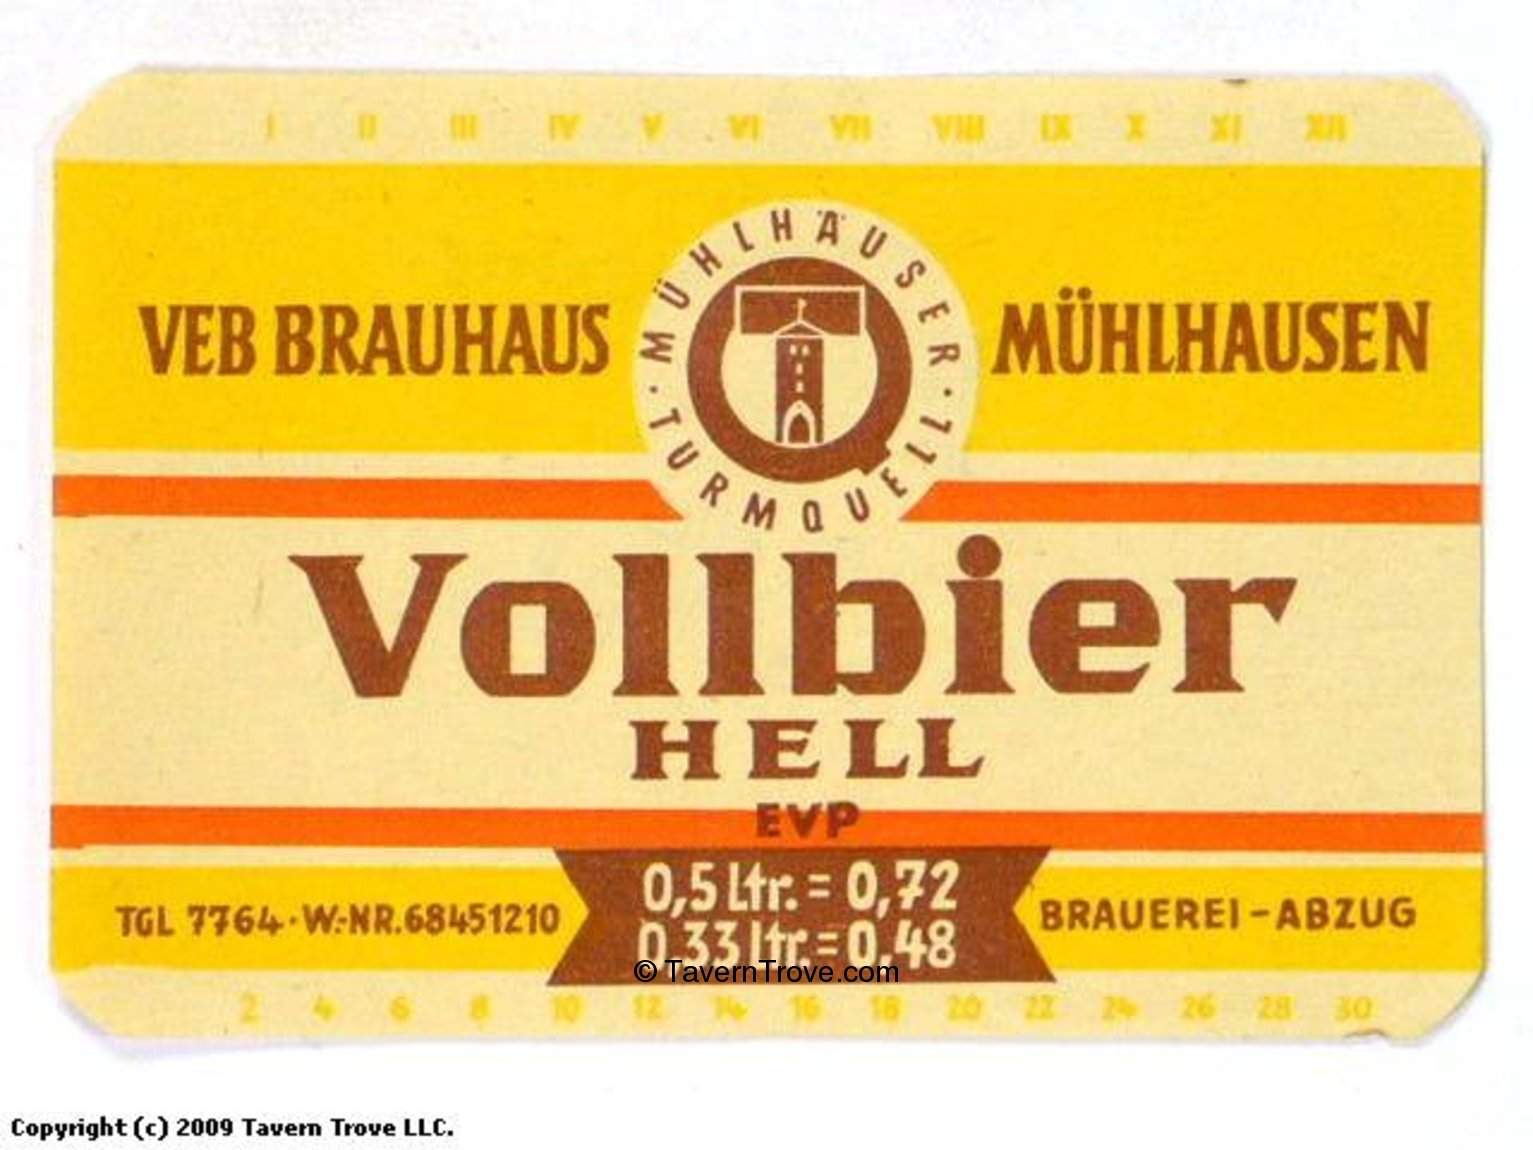 I II III IV V VI VII VIII IX X XI XII
MÜHLHÄUSER · TURMQUELL ·
VEB BRAUHAUS MÜHLHAUSEN
Vollbier
HELL
EVP
0,5 Ltr. = 0,72
0,33 ltr. = 0,48
TGL 7764 · W.-NR. 68451210
BRAUEREI - ABZUG
© TavernTrove.com
2 4 6 8 10 12 14 16 18 20 22 24 26 28 30
Copyright (c) 2009 Tavern Trove LLC.